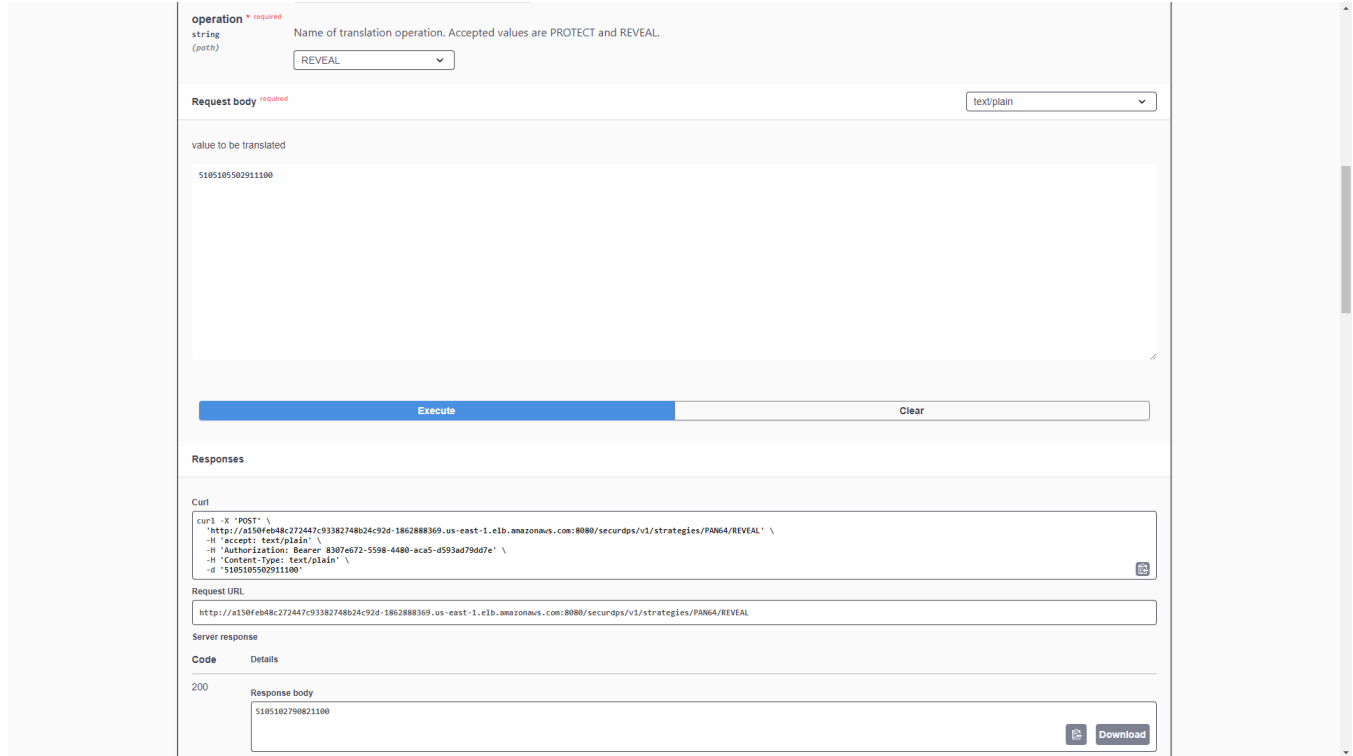 operation * required
string
(path)
Name of translation operation. Accepted values are PROTECT and REVEAL.
REVEAL
Request body required
text/plain
value to be translated
5105105502911100
Execute
Clear
Responses
Curl
curl -X 'POST' \
'http://a150feb48c272447c93382748b24c92d-1862888369.us-east-1.elb.amazonaws.com:8080/securdps/v1/strategies/PAN64/REVEAL' \
-H 'accept: text/plain' \
-H 'Authorization: Bearer 8307e672-5598-4480-aca5-d593ad79dd7e' \
-H 'Content-Type: text/plain' \
-d '5105105502911100'
Request URL
http://a150feb48c272447c93382748b24c92d-1862888369.us-east-1.elb.amazonaws.com:8080/securdps/v1/strategies/PAN64/REVEAL
Server response
Code Details
200
Response body
5105102790821100
Download